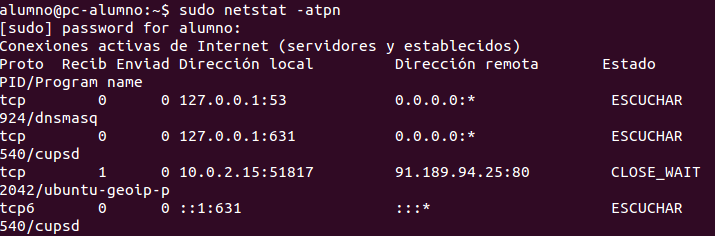 alumno@pc-alumno:~$ sudo netstat -atpn
[sudo] password for alumno:
Conexiones activas de Internet (servidores y establecidos)
Proto  Recib Enviad Dirección local          Dirección remota        Estado
PID/Program name
tcp        0      0 127.0.0.1:53            0.0.0.0:*               ESCUCHAR
924/dnsmasq
tcp        0      0 127.0.0.1:631           0.0.0.0:*               ESCUCHAR
540/cupsd
tcp        1      0 10.0.2.15:51817         91.189.94.25:80         CLOSE_WAIT
2042/ubuntu-geoip-p
tcp6       0      0 ::1:631                 :::*                    ESCUCHAR
540/cupsd